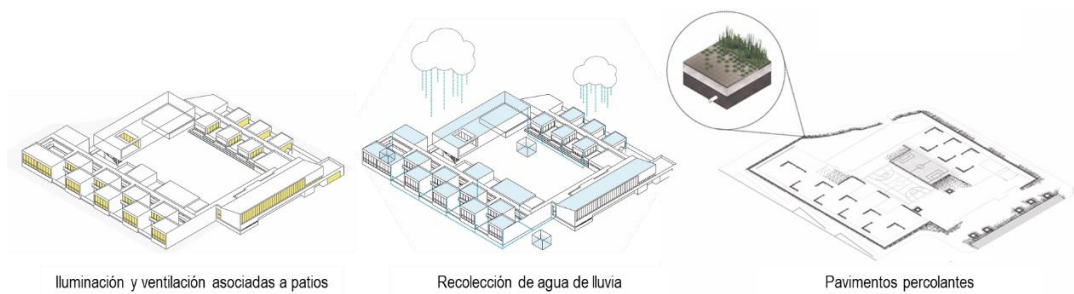 Iluminación y ventilación asociadas a patios
Recolección de agua de lluvia
Pavimentos percolantes